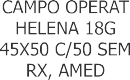 CAMPO OPERAT
HELENA 18G
45X50 C/50 SEM
RX, AMED